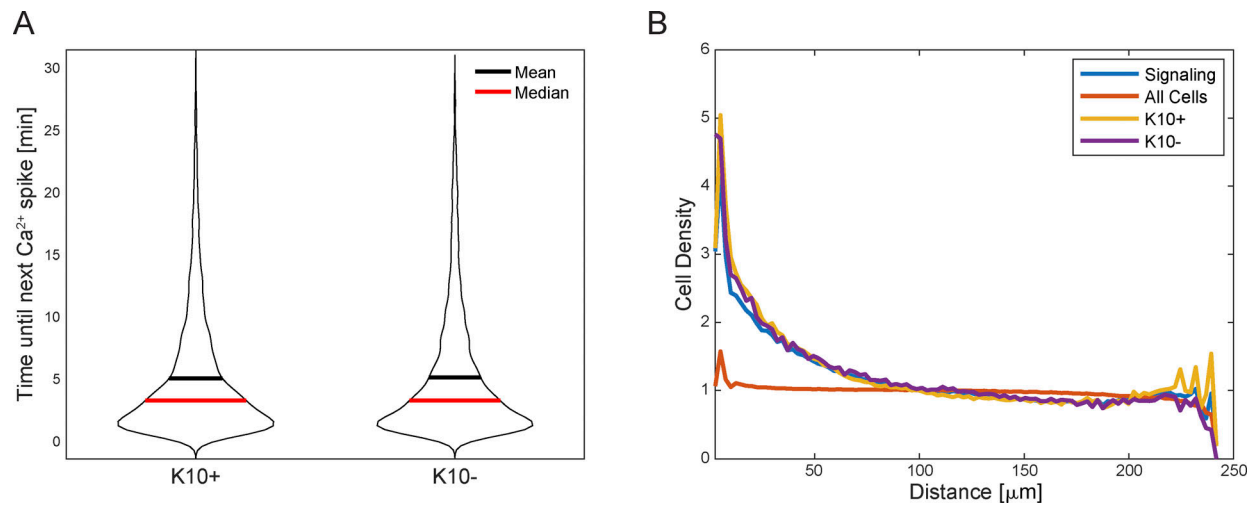 A
Time until next Ca²⁺ spike [min]
30
25
20
15
10
5
0
Mean
Median
K10+
K10-
B
Cell Density
6
5
4
3
2
1
0
Signaling
All Cells
K10+
K10-
50
100
150
200
250
Distance [μm]